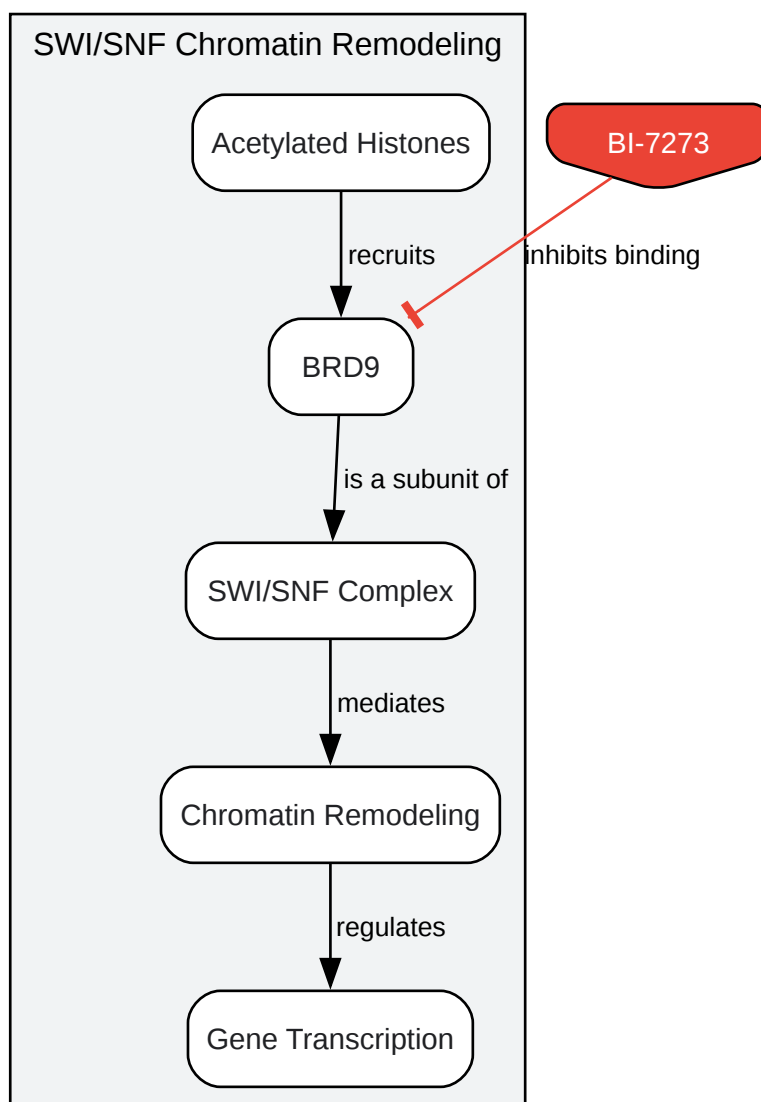 SWI/SNF Chromatin Remodeling
Acetylated Histones
BI-7273
recruits
inhibits binding
BRD9
is a subunit of
SWI/SNF Complex
mediates
Chromatin Remodeling
regulates
Gene Transcription